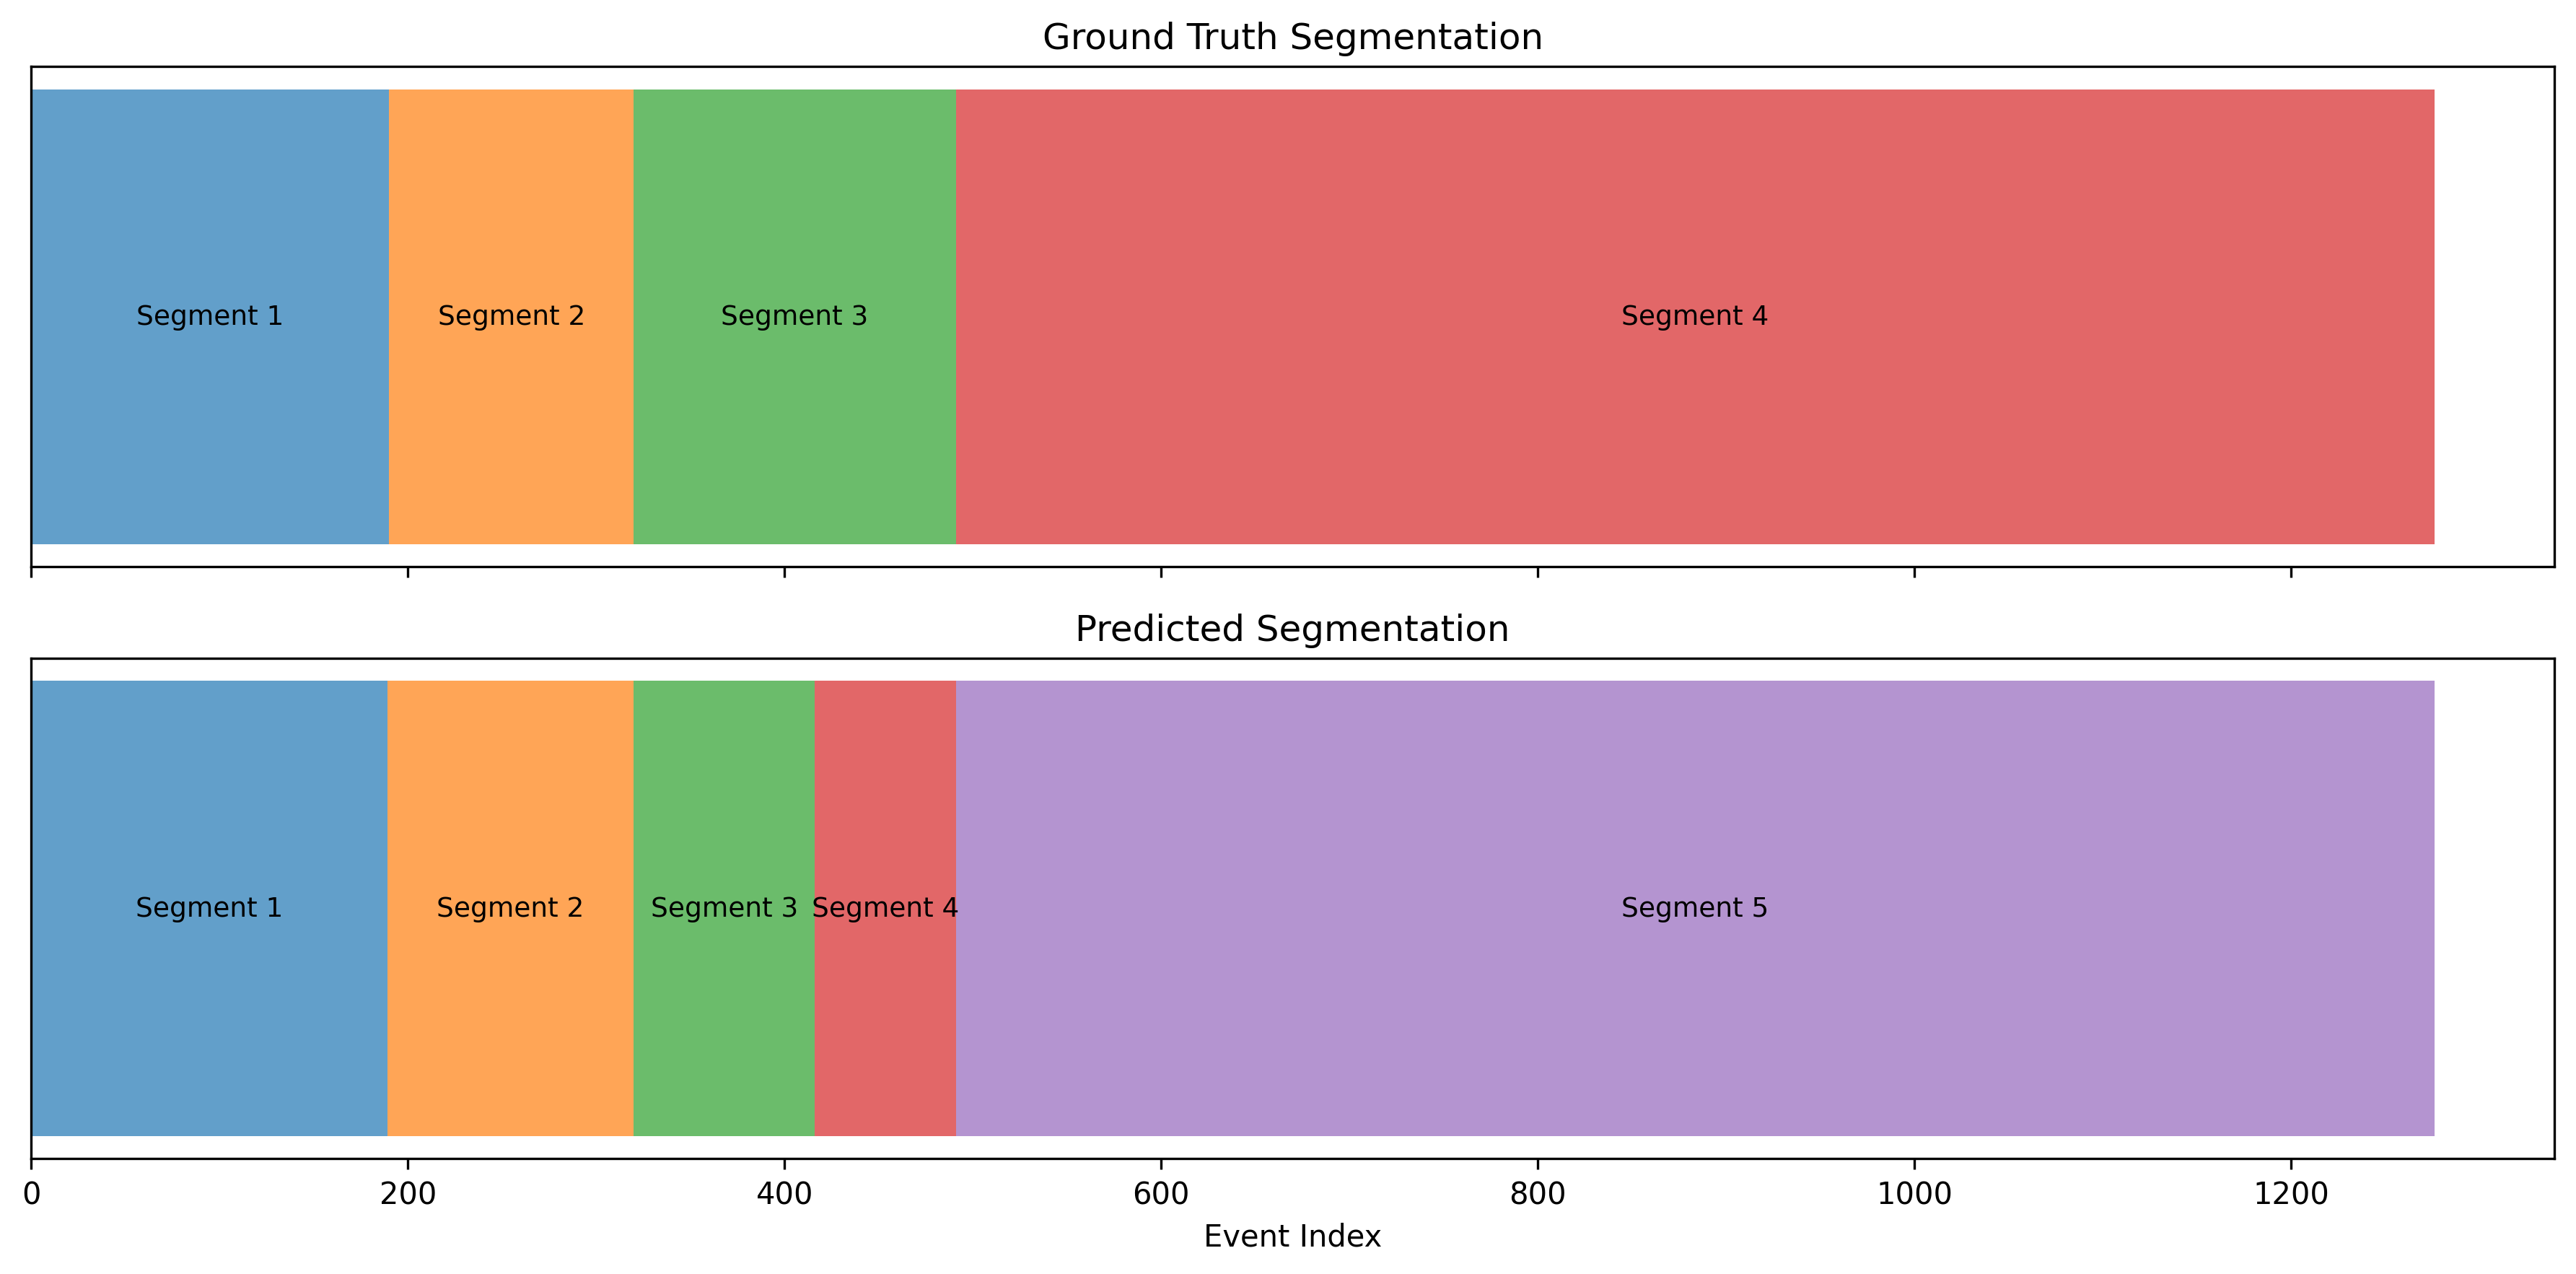 Ground Truth Segmentation
Segment 1 Segment 2 Segment 3 Segment 4
Predicted Segmentation
Segment 1 Segment 2 Segment 3 Segment 4 Segment 5
0 200 400 600 800 1000 1200
Event Index